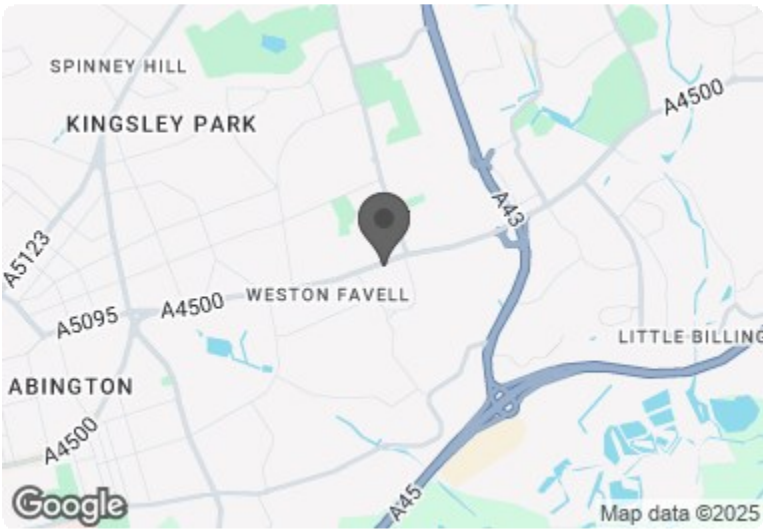 SPINNEY HILL
A4500
KINGSLEY PARK
A43
A5123
WESTON FAVELL
A4500
A5095
LITTLE BILLING
ABINGTON
A4500
A45
Google
Map data ©2025